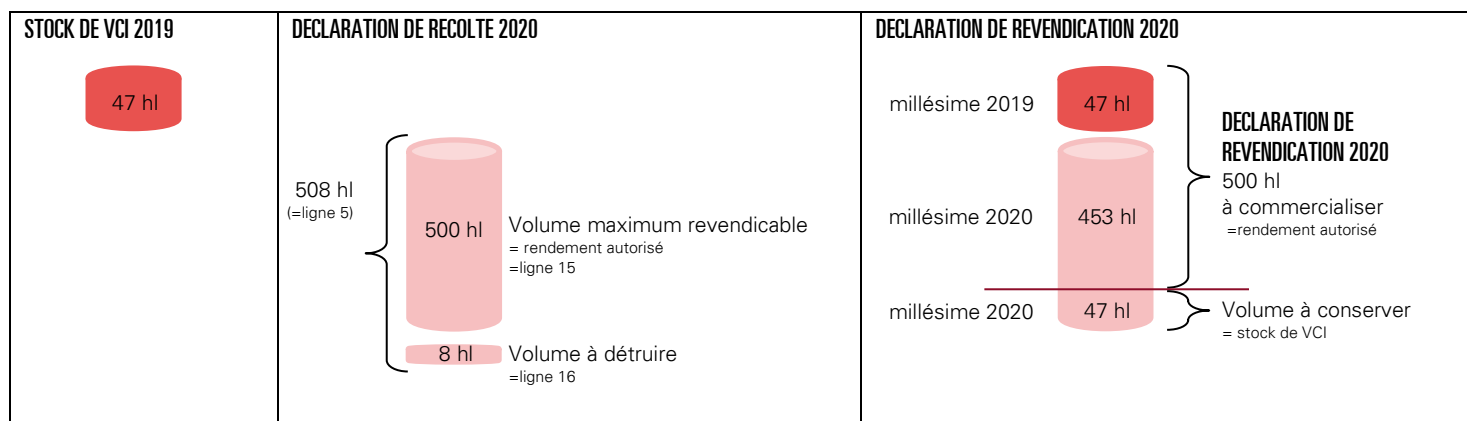 STOCK DE VCI 2019
47 hl
DECLARATION DE RECOLTE 2020
508 hl
(=ligne 5)
500 hl
Volume maximum revendicable
= rendement autorisé
=ligne 15
8 hl
Volume à détruire
=ligne 16
DECLARATION DE REVENDICATION 2020
millésime 2019
47 hl
millésime 2020
453 hl
DECLARATION DE
REVENDICATION 2020
500 hl
à commercialiser
=rendement autorisé
millésime 2020
47 hl
Volume à conserver
= stock de VCI